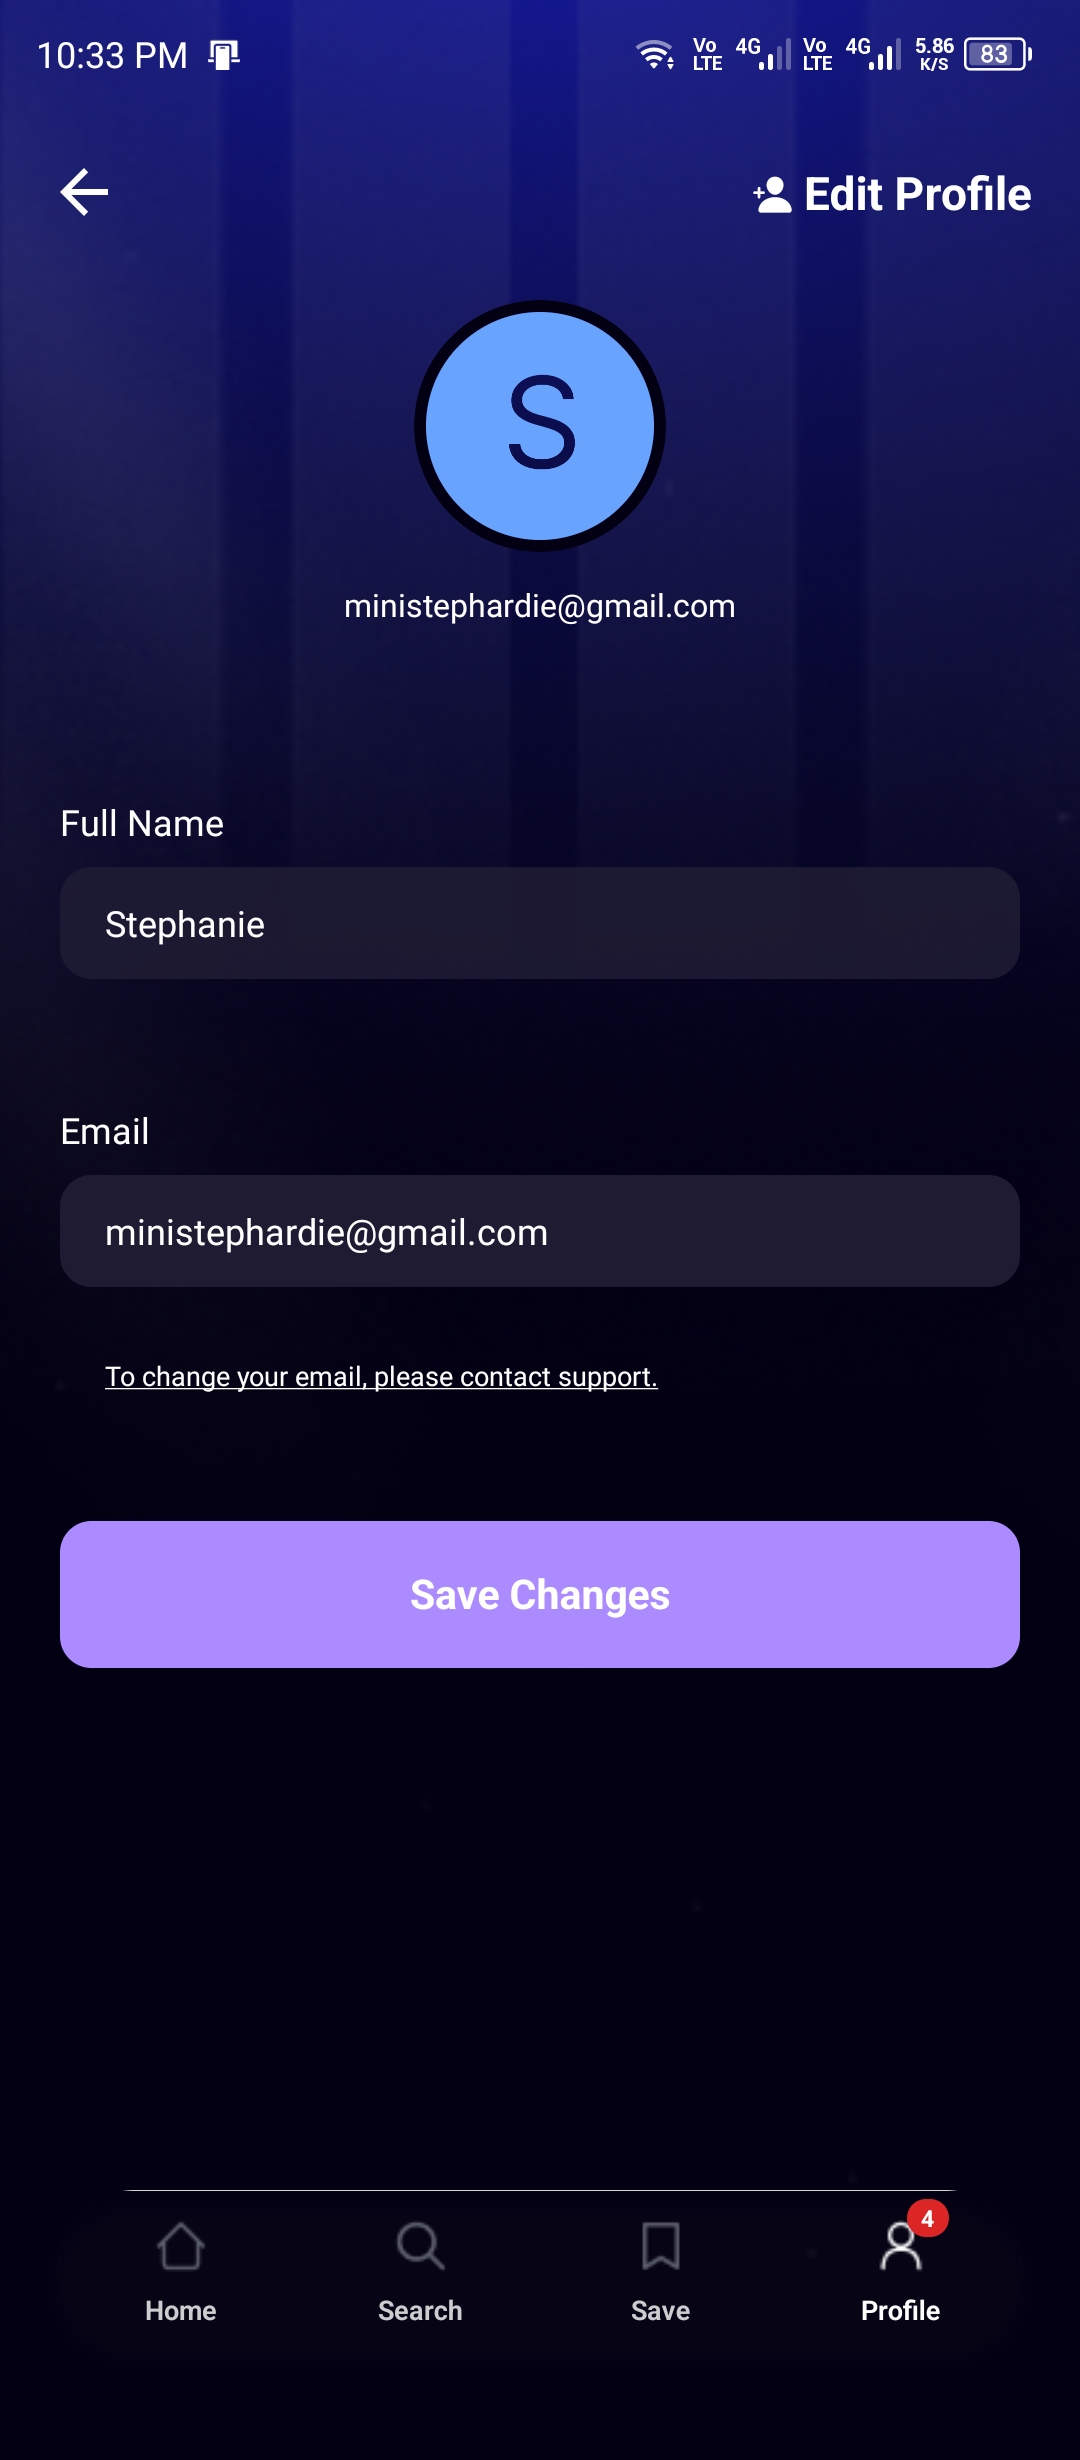 10:33 PM
Vo LTE 4G Vo LTE 4G 5.86 K/S 83
Edit Profile
S
ministephardie@gmail.com
Full Name
Stephanie
Email
ministephardie@gmail.com
To change your email, please contact support.
Save Changes
4
Home Search Save Profile